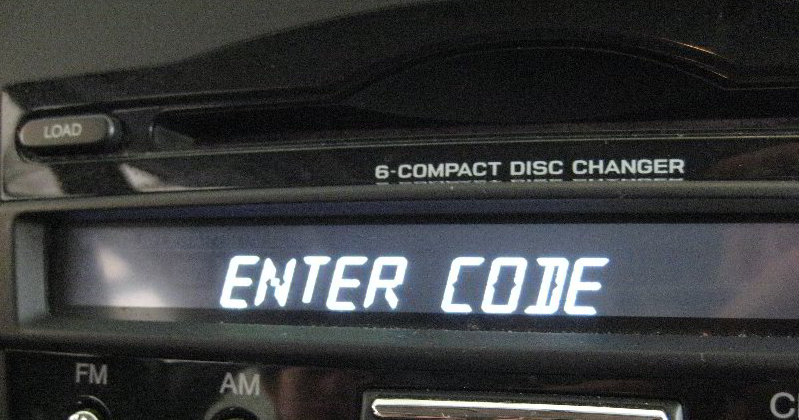 LOAD
6-COMPACT DISC CHANGER
ENTER CODE
FM
AM